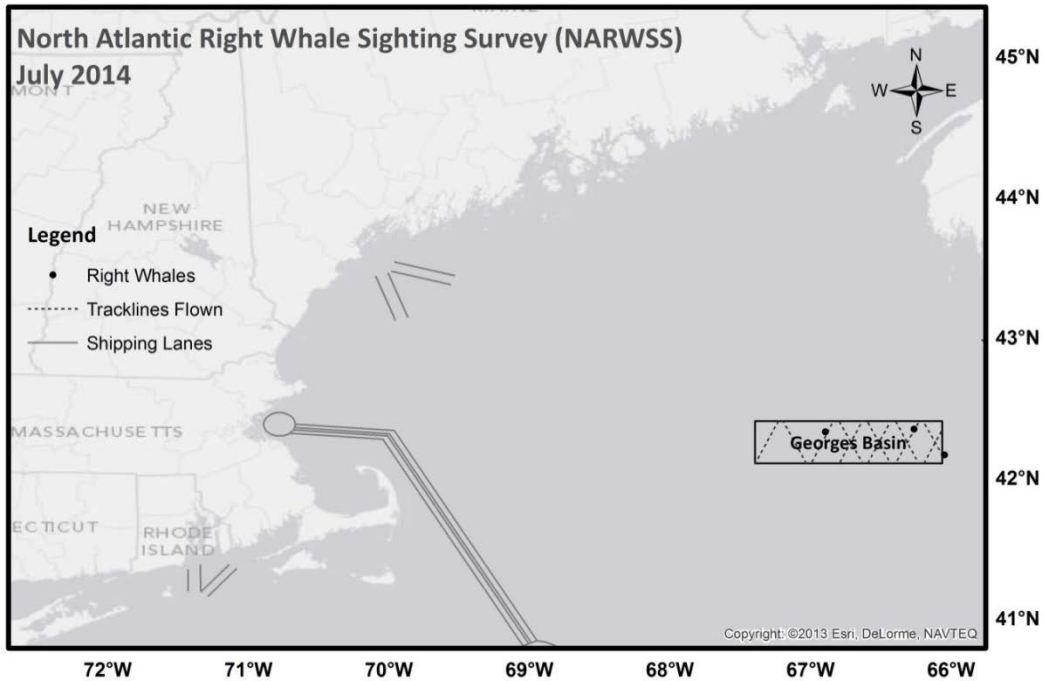 MAINE
North Atlantic Right Whale Sighting Survey (NARWSS)
July 2014
MONT
N
W
E
S
45°N
44°N
43°N
42°N
41°N
NEW
HAMPSHIRE
Legend
Right Whales
Tracklines Flown
Shipping Lanes
MASSACHUSETTS
Georges Basin
ECTICUT
RHODE
ISLAND
Copyright: ©2013 Esri, DeLorme, NAVTEQ
72°W
71°W
70°W
69°W
68°W
67°W
66°W